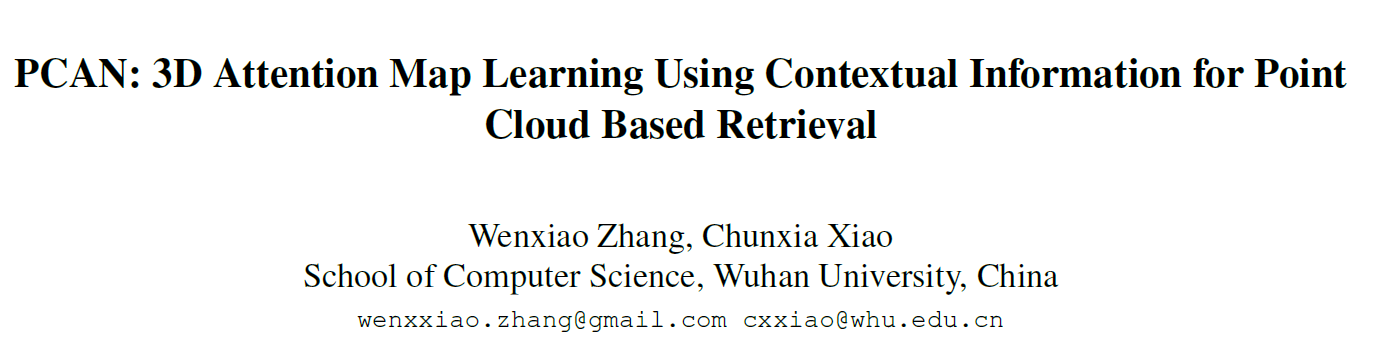 PCAN: 3D Attention Map Learning Using Contextual Information for Point
Cloud Based Retrieval
Wenxiao Zhang, Chunxia Xiao
School of Computer Science, Wuhan University, China
wenxxiao.zhang@gmail.com cxxiao@whu.edu.cn